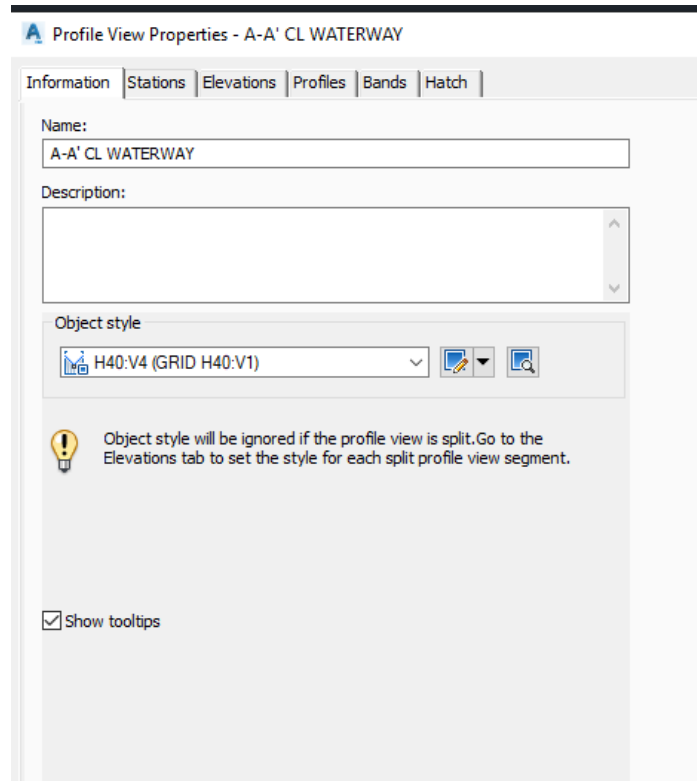 Profile View Properties - A-A' CL WATERWAY
Information Stations Elevations Profiles Bands Hatch
Name:
A-A' CL WATERWAY
Description:
Object style
H40:V4 (GRID H40:V1)
Object style will be ignored if the profile view is split.Go to the
Elevations tab to set the style for each split profile view segment.
Show tooltips